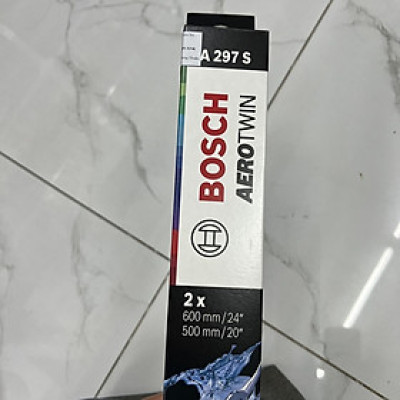 A 297 S
BOSCH
AEROTWIN
2 x
600 mm/24"
500 mm/20"